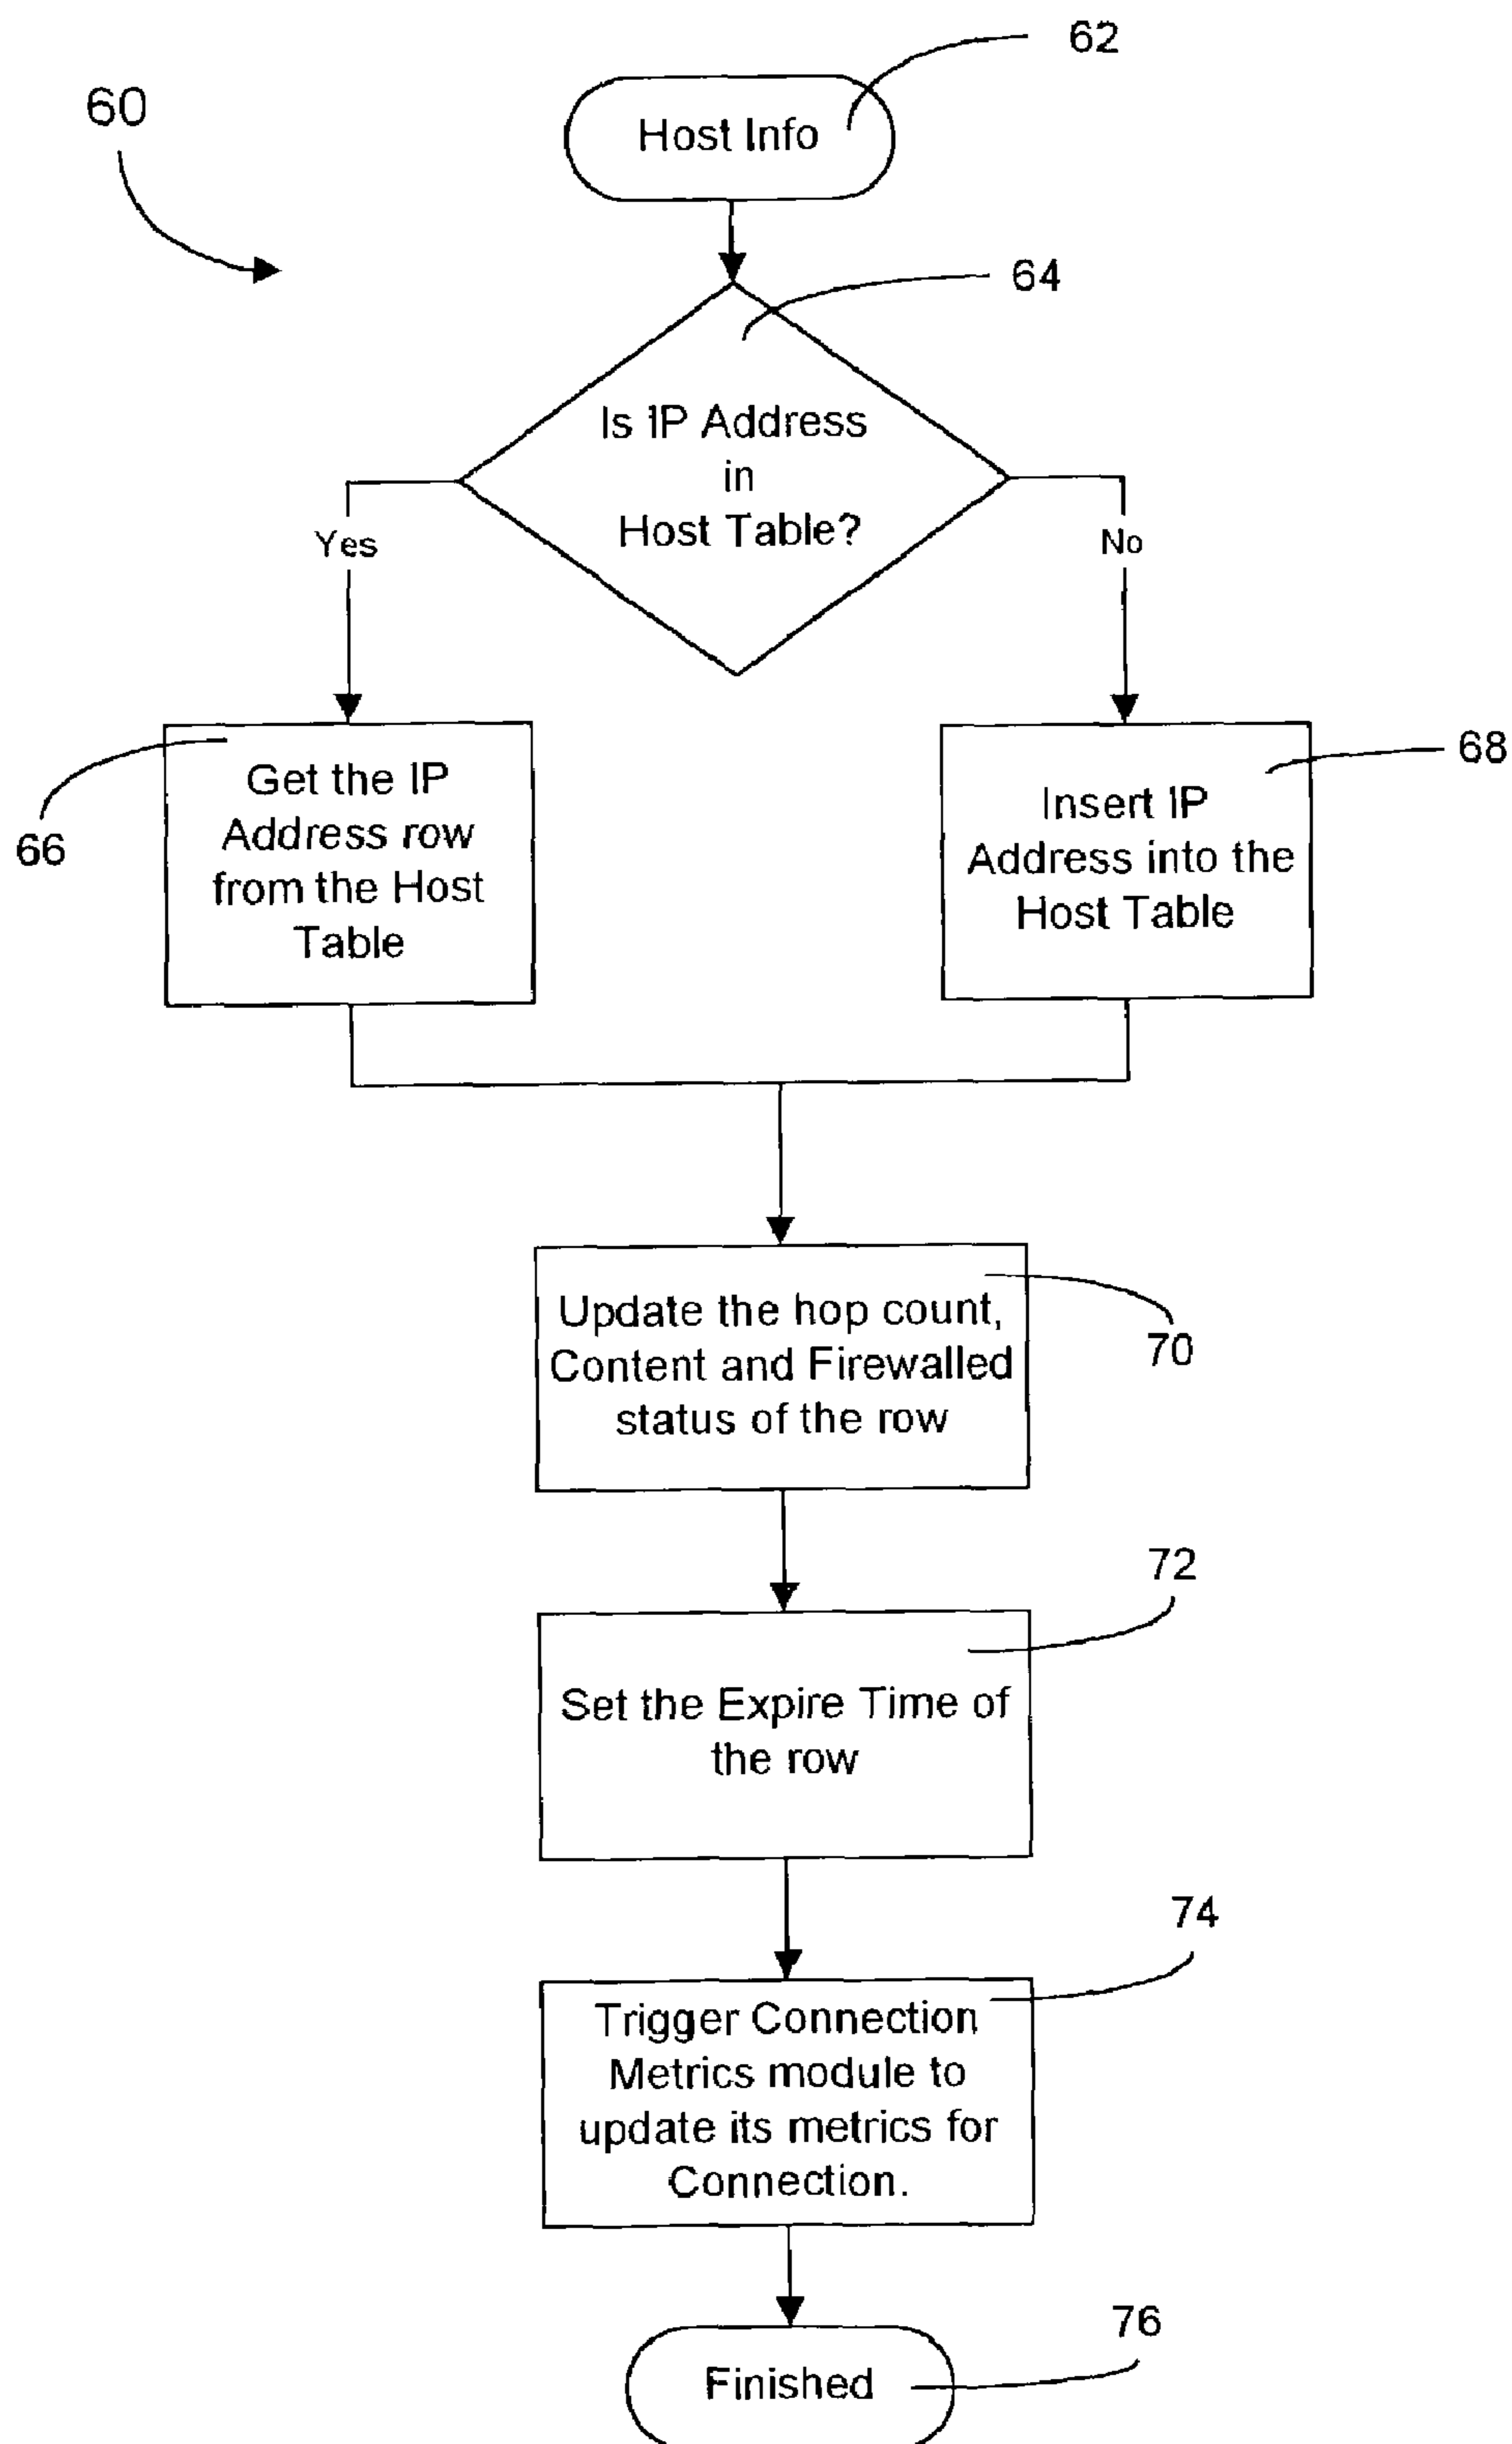 62
60
Host Info
64
Is IP Address
in
Host Table?
Yes
No
66
Get the IP
Address row
from the Host
Table
68
Insert IP
Address into the
Host Table
Update the hop count,
Content and Firewalled
status of the row
70
72
Set the Expire Time of
the row
74
Trigger Connection
Metrics module to
update its metrics for
Connection.
76
Finished